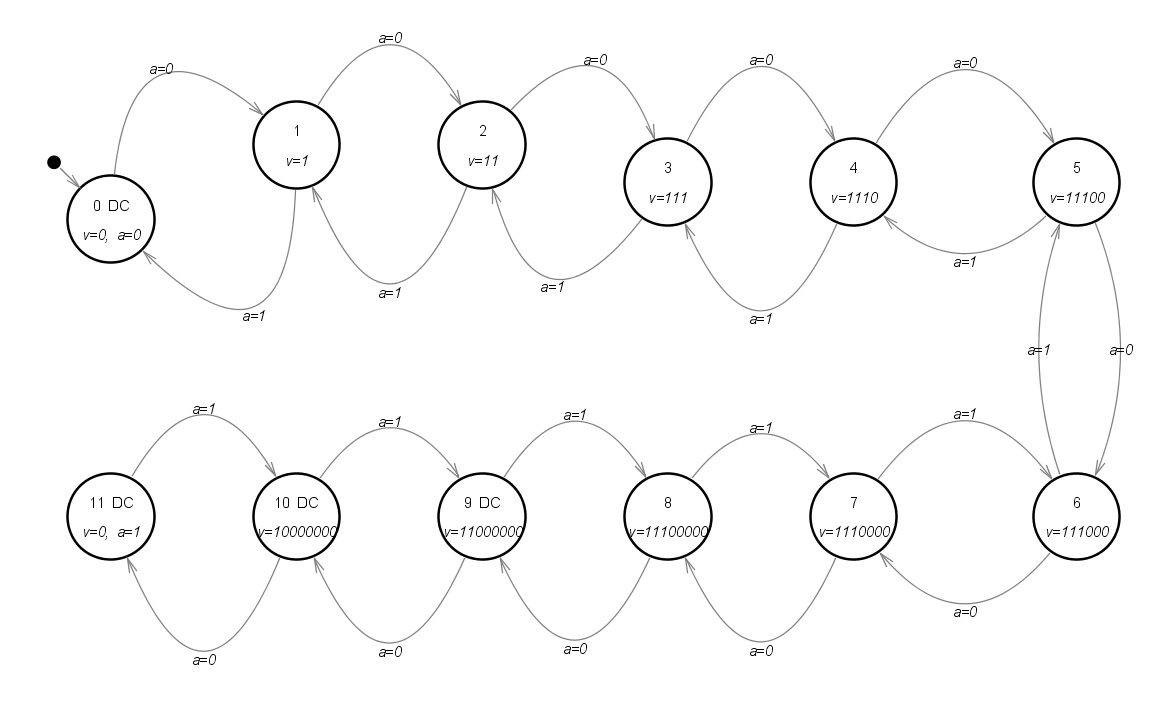 a=0
a=0
a=0
a=0
a=0
1
v=1
2
v=11
3
v=111
4
v=1110
5
v=11100
0 DC
v=0, a=0
a=1
a=1
a=1
a=1
a=1
a=1
a=0
a=1
a=1
a=1
a=1
a=1
11 DC
v=0, a=1
10 DC
v=10000000
9 DC
v=11000000
8
v=11100000
7
v=1110000
6
v=111000
a=0
a=0
a=0
a=0
a=0